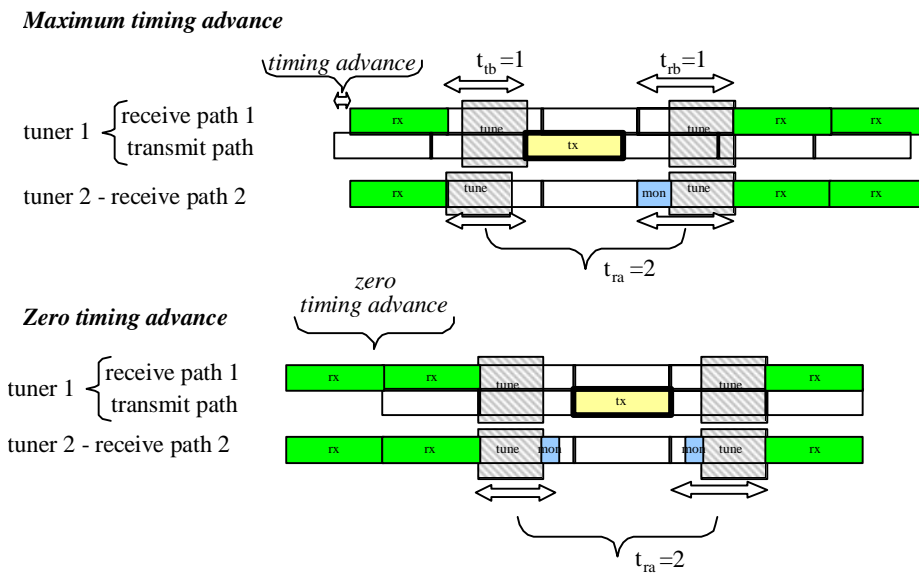 Maximum timing advance
timing advance
t_tb=1
t_rb=1
tuner 1
receive path 1
transmit path
rx
tune
tune
rx
rx
tx
tuner 2 - receive path 2
rx
tune
mon
tune
rx
rx
t_ra=2
zero
timing advance
Zero timing advance
tuner 1
receive path 1
transmit path
rx
rx
tune
tune
rx
tx
tuner 2 - receive path 2
rx
rx
tune
mon
mon
tune
rx
t_ra=2